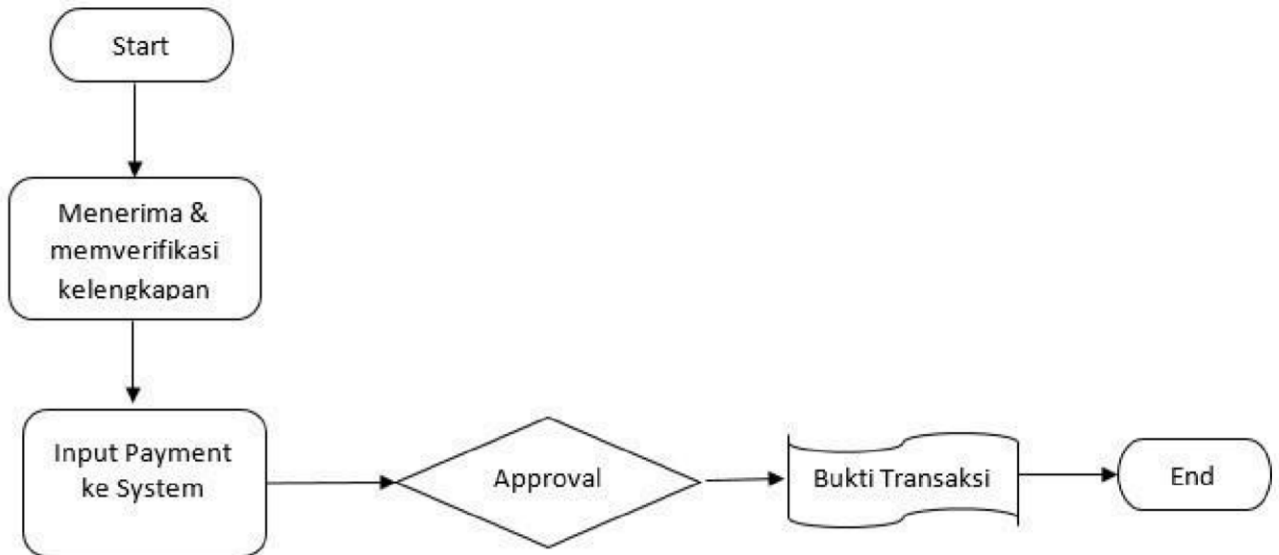 Start
Menerima &
memverifikasi
kelengkapan
Input Payment
ke System
Approval
Bukti Transaksi
End